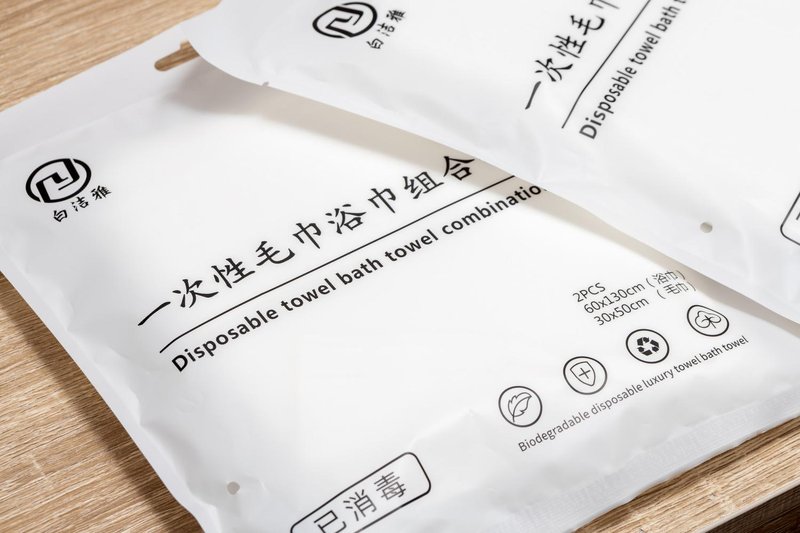 白洁雅
一次性毛巾浴巾组合
Disposable towel bath towel combinatio
2PCS
60x130cm (浴巾)
30x50cm (毛巾)
Biodegradable disposable luxury towel bath towel
已消毒
白洁雅
一次性毛巾
Disposable towel bath t